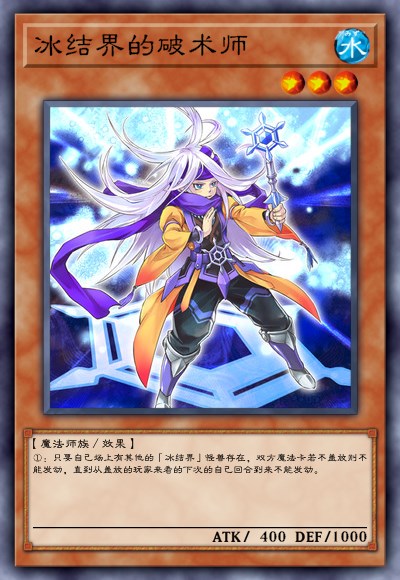 冰结界的破术师
水
【魔法师族／效果】
①：只要自己场上有其他的「冰结界」怪兽存在，双方魔法卡若不盖放则不
能发动，直到从盖放的玩家来看的下次的自己回合到来不能发动。
ATK/ 400 DEF/1000